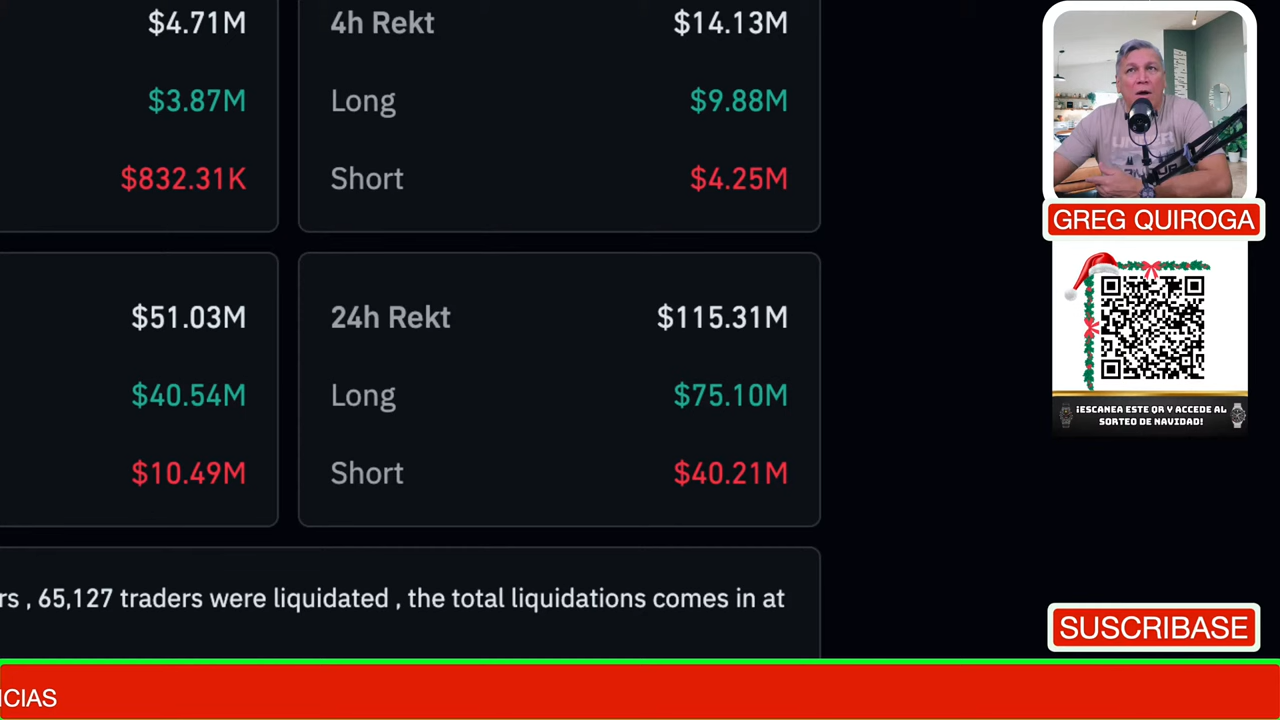 $4.71M
$3.87M
$832.31K
4h Rekt $14.13M
Long $9.88M
Short $4.25M
$51.03M
$40.54M
$10.49M
24h Rekt $115.31M
Long $75.10M
Short $40.21M
rs , 65,127 traders were liquidated , the total liquidations comes in at
GREG QUIROGA
¡ESCANEA ESTE QR Y ACCEDE AL
SORTEO DE NAVIDAD!
SUSCRIBASE
ICIAS